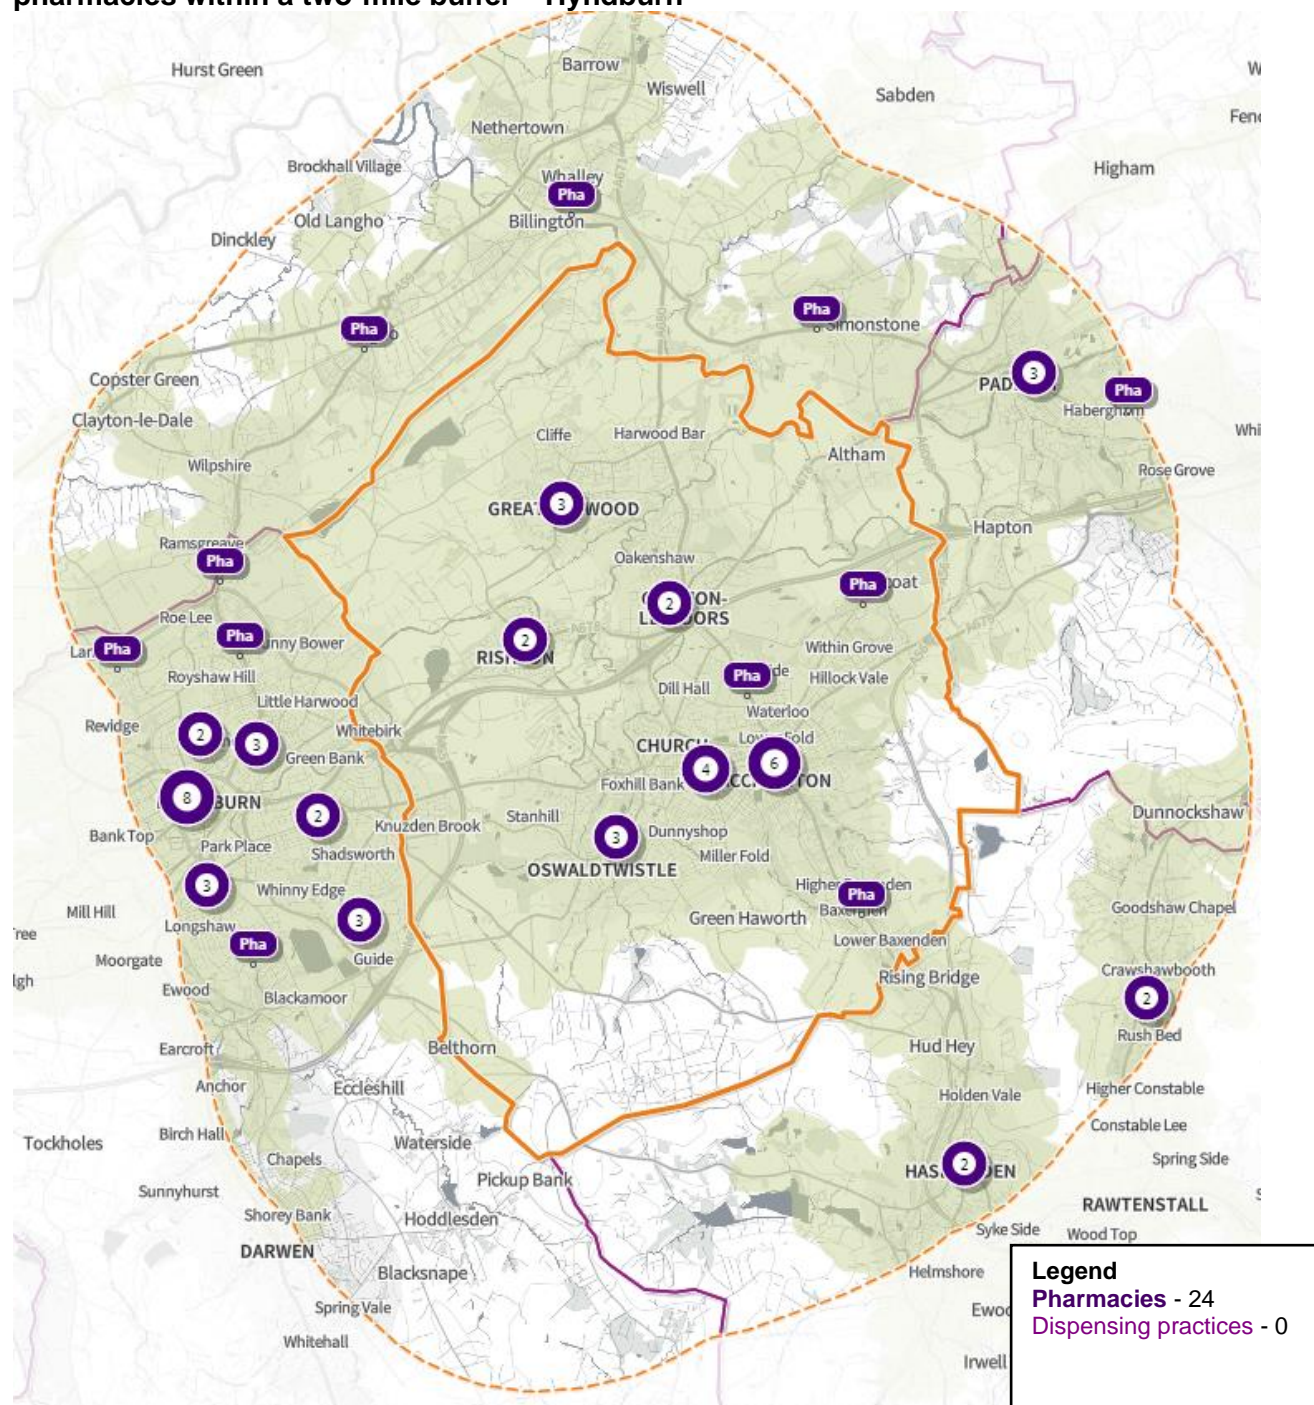 pharmacies within a two mile buffer – Hyndburn
Hurst Green
Barrow
Wiswell
Sabden
Nethertown
Higham
Brockhall Village
Whalley
Pha
Old Langho
Billington
Dinckley
Pha
Pha
Simonstone
3
Pha
Copster Green
Habergham
Clayton-le-Dale
Cliffe
Harwood Bar
Altham
Wilpshire
Rose Grove
3
Hapton
Ramsgreave
Pha
Oakenshaw
Pha
2
Roe Lee
Pha
2
A678
Within Grove
Pha
Royshaw Hill
Pha
Dill Hall
Hillock Vale
Little Harwood
Waterloo
Revidge
Whitebirk
2
3
Green Bank
CHURCH
4
6
Foxhill Bank
8
2
Stanhill
Dunnockshaw
Knuzden Brook
Bank Top
Park Place
Shadsworth
3
Dunnyshop
Miller Fold
OSWALDTWISTLE
3
Whinny Edge
Pha
Mill Hill
Longshaw
3
Green Haworth
Goodshaw Chapel
Pha
Lower Baxenden
Moorgate
Guide
Rising Bridge
Crawshawbooth
Ewood
Blackamoor
2
Rush Bed
Earcroft
Belthorn
Hud Hey
Anchor
Eccleshill
Holden Vale
Higher Constable
Tockholes
Birch Hall
Waterside
Constable Lee
Chapels
2
Spring Side
Sunnyhurst
Pickup Bank
RAWTENSTALL
Shorey Bank
Hoddlesden
Syke Side
Wood Top
DARWEN
Blacksnape
Helmshore
Spring Vale
Whitehall
Irwell
Legend
Pharmacies - 24
Dispensing practices - 0